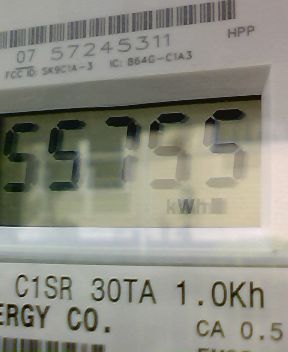 07 57245311
HPP
FCC ID: SK9C1A-3 IC: 864G-C1A3
55755
kWh
C1SR 30TA 1.0Kh
ERGY CO.
CA 0.5